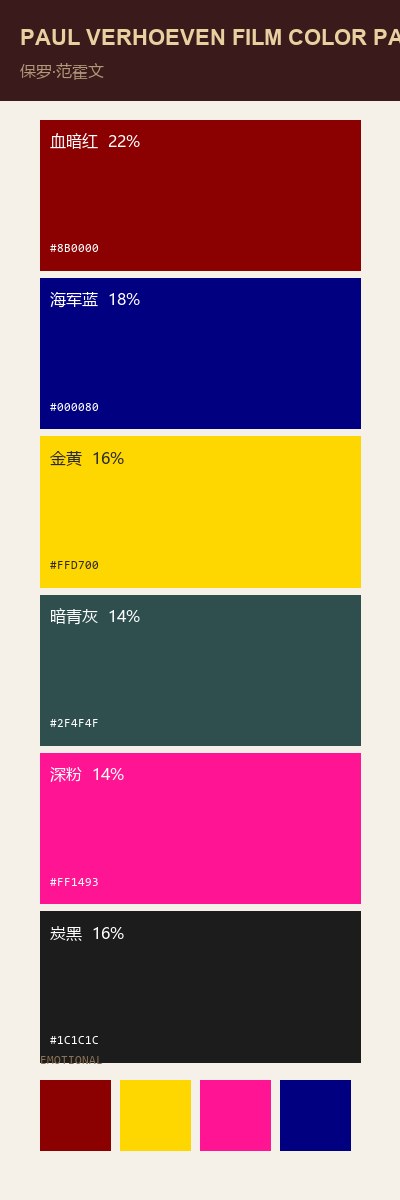 PAUL VERHOEVEN FILM COLOR PA
保罗·范霍文
血暗红 22%
#8B0000
海军蓝 18%
#000080
金黄 16%
#FFD700
暗青灰 14%
#2F4F4F
深粉 14%
#FF1493
炭黑 16%
#1C1C1C
EMOTIONAL